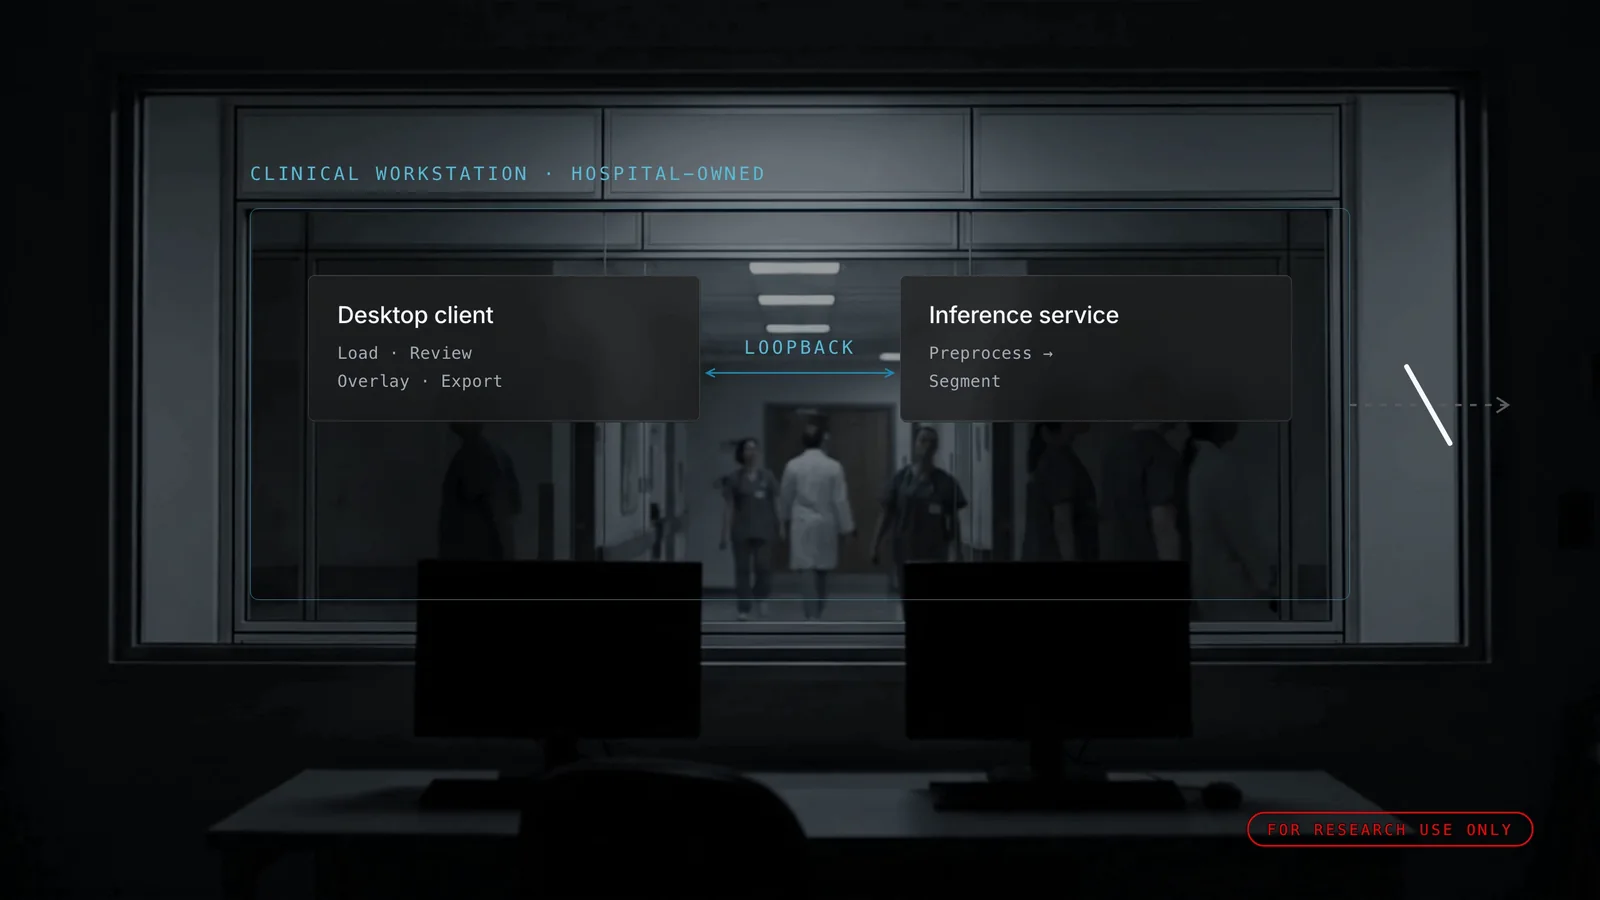 CLINICAL WORKSTATION · HOSPITAL-OWNED
Desktop client
Load · Review
Overlay · Export
LOOPBACK
Inference service
Preprocess →
Segment
FOR RESEARCH USE ONLY